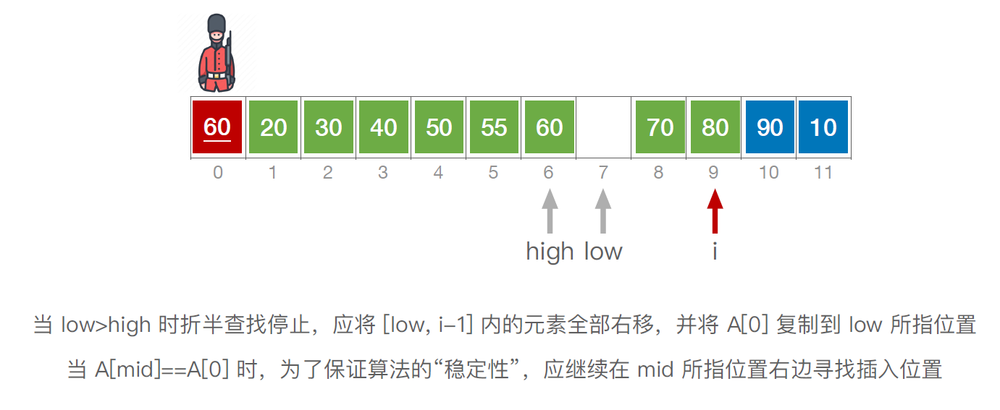 60 20 30 40 50 55 60 70 80 90 10
0 1 2 3 4 5 6 7 8 9 10 11
high low i
当 low>high 时折半查找停止，应将 [low, i-1] 内的元素全部右移，并将 A[0] 复制到 low 所指位置
当 A[mid]==A[0] 时，为了保证算法的“稳定性”，应继续在 mid 所指位置右边寻找插入位置